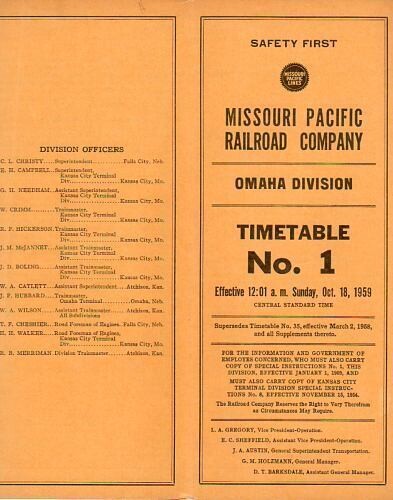 DIVISION OFFICERS
C. L. CHRISTY.....Superintendent..............Falls City, Neb.
E. H. CAMPBELL...Superintendent,
Kansas City Terminal
Div...................Kansas City, Mo.
G. H. NEEDHAM...Assistant Superintendent,
Kansas City Terminal
Div...................Kansas City, Mo.
W. CRIMM..........Trainmaster,
Kansas City Terminal
Div...................Kansas City, Mo.
R. F. HICKERSON..Trainmaster,
Kansas City Terminal
Div...................Kansas City, Mo.
J. M. McJANNET...Assistant Trainmaster,
Kansas City Terminal
Div...................Kansas City, Mo.
J. D. BOLING......Assistant Trainmaster,
Kansas City Terminal
Div...................Kansas City, Mo.
W. A. CATLETT....Assistant Superintendent...Atchison, Kan.
J. P. HUBBARD.....Trainmaster,
Omaha Terminal...............Omaha, Neb.
W. A. WILSON.....Assistant Trainmaster......Atchison, Kan.
All Subdivisions
T. F. CHESHIER...Road Foreman of Engines, Falls City, Neb.
H. H. WALKER.....Road Foreman of Engines,
Kansas City Terminal
Div...................Kansas City, Mo.
R. B. MERRIMAN Division Trainmaster.....Atchison, Kan.
SAFETY FIRST
MISSOURI
PACIFIC
LINES
MISSOURI PACIFIC
RAILROAD COMPANY
OMAHA DIVISION
TIMETABLE
No. 1
Effective 12:01 a. m. Sunday, Oct. 18, 1959
CENTRAL STANDARD TIME
Supersedes Timetable No. 35, effective March 2, 1958,
and all Supplements thereto.
FOR THE INFORMATION AND GOVERNMENT OF
EMPLOYES CONCERNED, WHO MUST ALSO CARRY
COPY OF SPECIAL INSTRUCTIONS No. 1, THIS
DIVISION, EFFECTIVE JANUARY 1, 1959, AND
MUST ALSO CARRY COPY OF KANSAS CITY
TERMINAL DIVISION SPECIAL INSTRUC-
TIONS No. 8, EFFECTIVE NOVEMBER 15, 1954.
The Railroad Company Reserves the Right to Vary Therefrom
as Circumstances May Require.
L. A. GREGORY, Vice President-Operation.
E. C. SHEFFIELD, Assistant Vice President-Operation.
J. A. AUSTIN, General Superintendent Transportation.
G. M. HOLZMANN, General Manager.
D. T. BARKSDALE, Assistant General Manager.